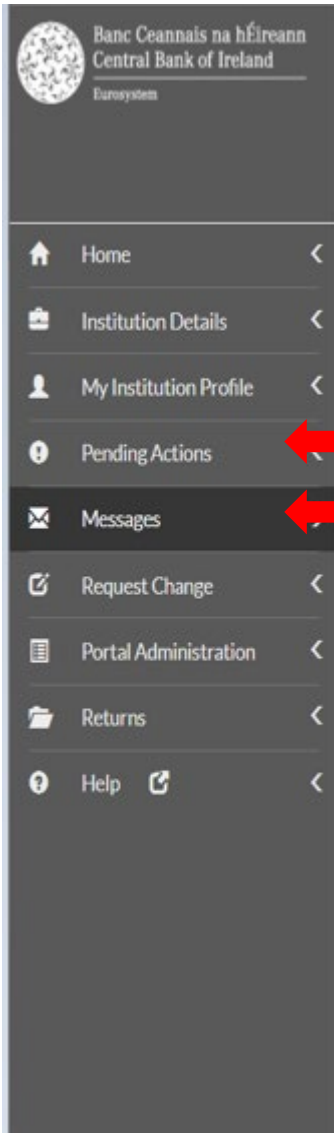 Banc Ceannais na hÉireann
Central Bank of Ireland
Eurosystem
Home
Institution Details
My Institution Profile
Pending Actions
Messages
Request Change
Portal Administration
Returns
Help